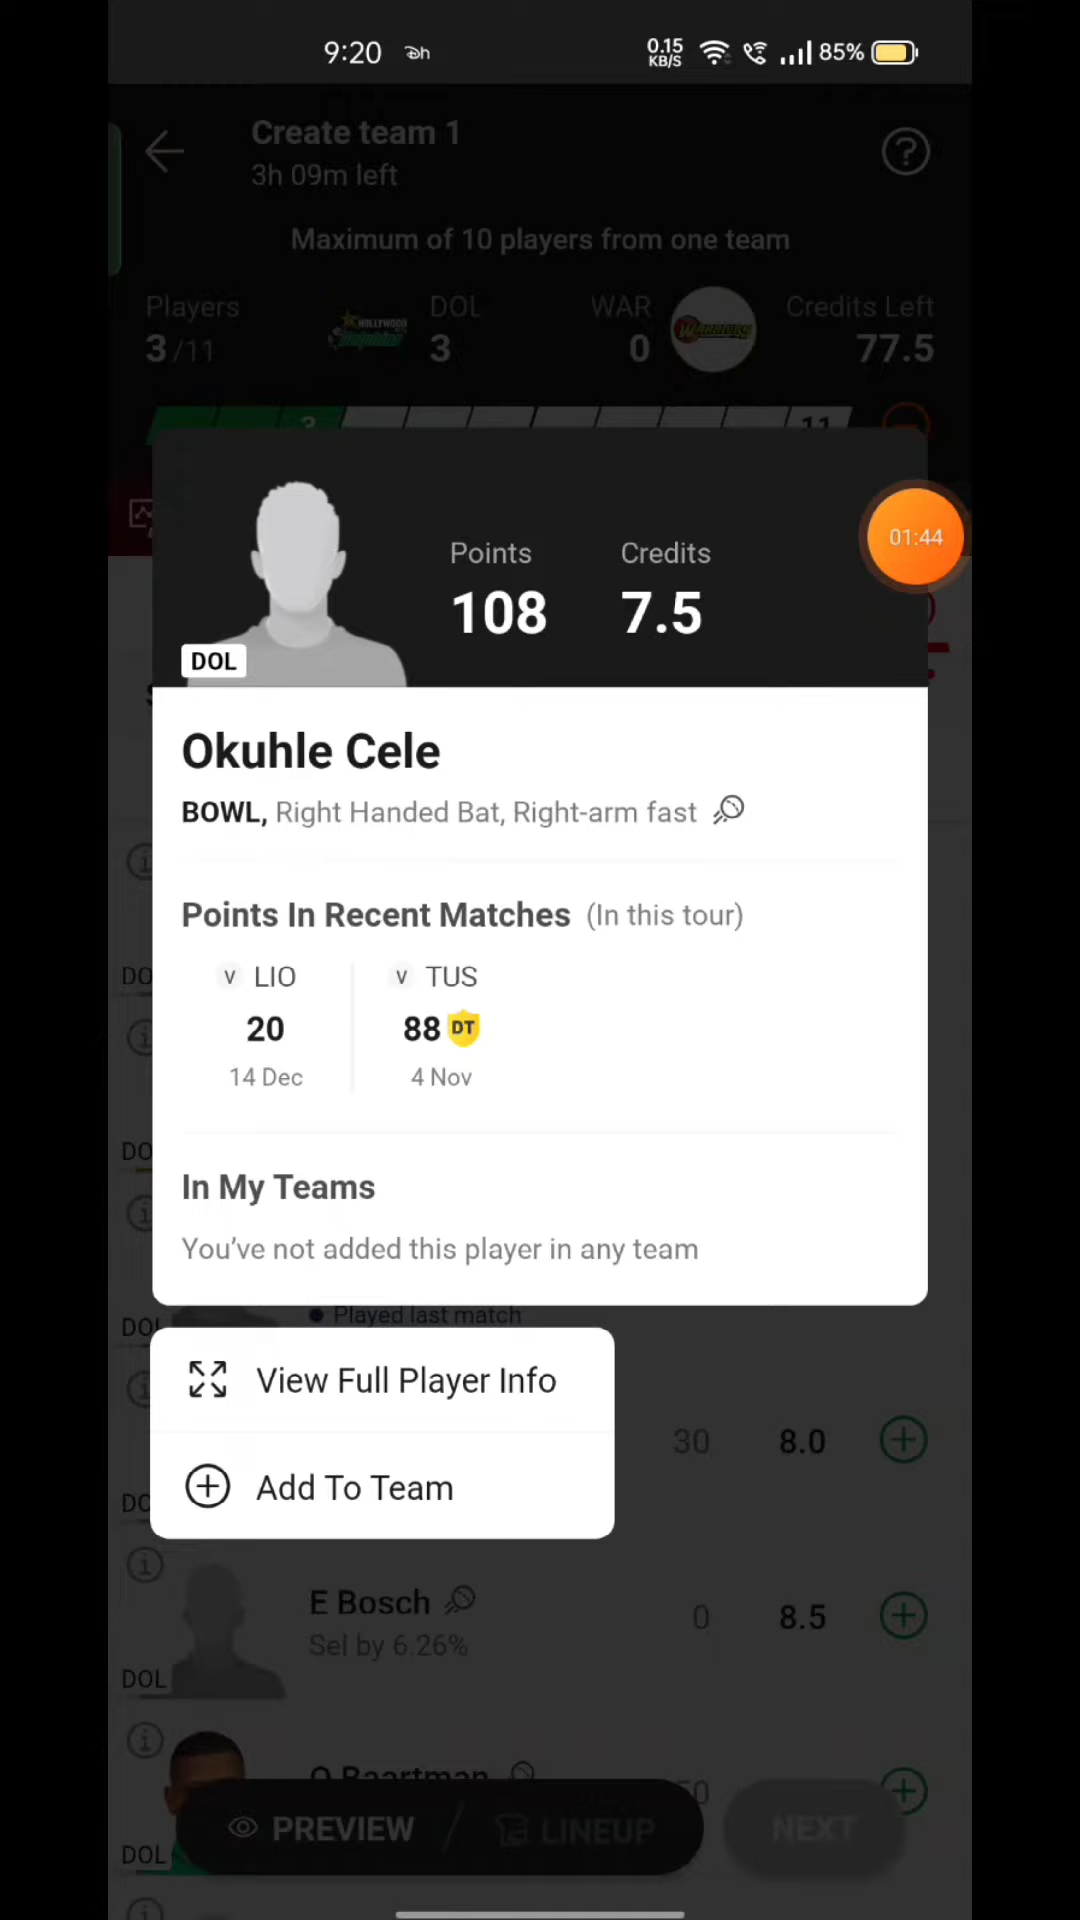 9:20
0.15
KB/S
85%
Create team 1
3h 09m left
?
Maximum of 10 players from one team
Players
DOL
WAR
Credits Left
3/11
HOLLYWOOD
3
0
WARRIORS
77.5
3
11
01:44
Points
Credits
108
7.5
DOL
Okuhle Cele
BOWL, Right Handed Bat, Right-arm fast
Points In Recent Matches (In this tour)
v LIO
v TUS
20
88 DT
14 Dec
4 Nov
In My Teams
You've not added this player in any team
Played last match
DOL
View Full Player Info
30
8.0
Add To Team
E Bosch
0
8.5
Sel by 6.26%
DOL
O Baartman
PREVIEW
LINEUP
NEXT
DOL